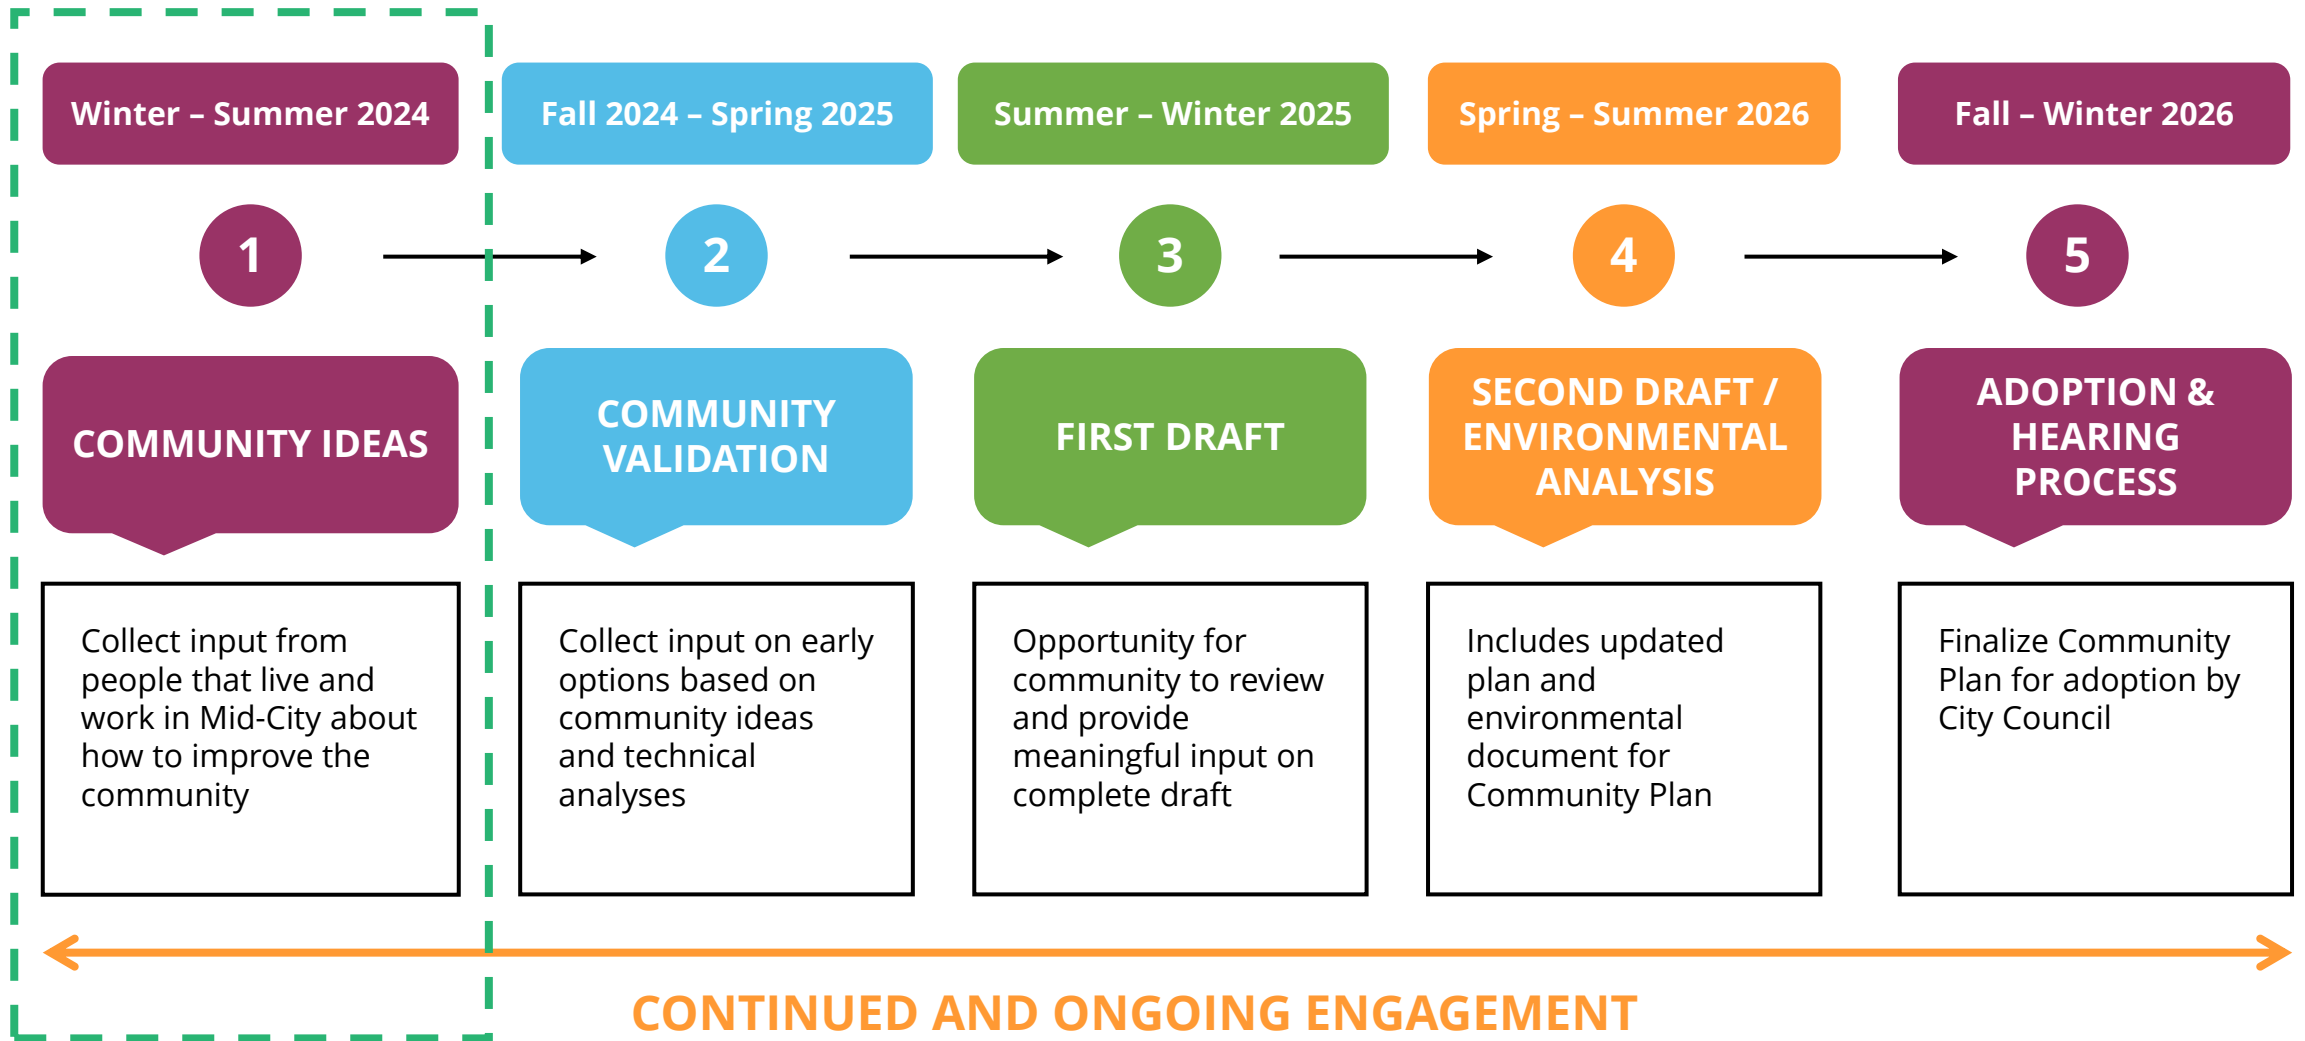 Winter – Summer 2024
Fall 2024 – Spring 2025
Summer – Winter 2025
Spring – Summer 2026
Fall – Winter 2026
1
2
3
4
5
COMMUNITY IDEAS
COMMUNITY
VALIDATION
FIRST DRAFT
SECOND DRAFT /
ENVIRONMENTAL
ANALYSIS
ADOPTION &
HEARING
PROCESS
Collect input from
people that live and
work in Mid-City about
how to improve the
community
Collect input on early
options based on
community ideas
and technical
analyses
Opportunity for
community to review
and provide
meaningful input on
complete draft
Includes updated
plan and
environmental
document for
Community Plan
Finalize Community
Plan for adoption by
City Council
CONTINUED AND ONGOING ENGAGEMENT